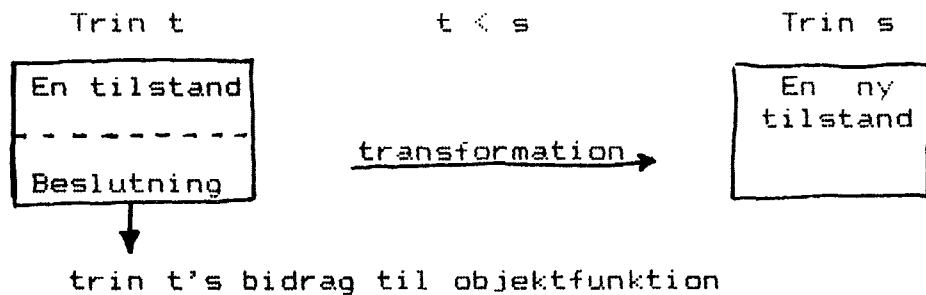 Trin t t < s Trin s
En tilstand
Beslutning
transformation
En ny
tilstand
trin t's bidrag til objektfunktion